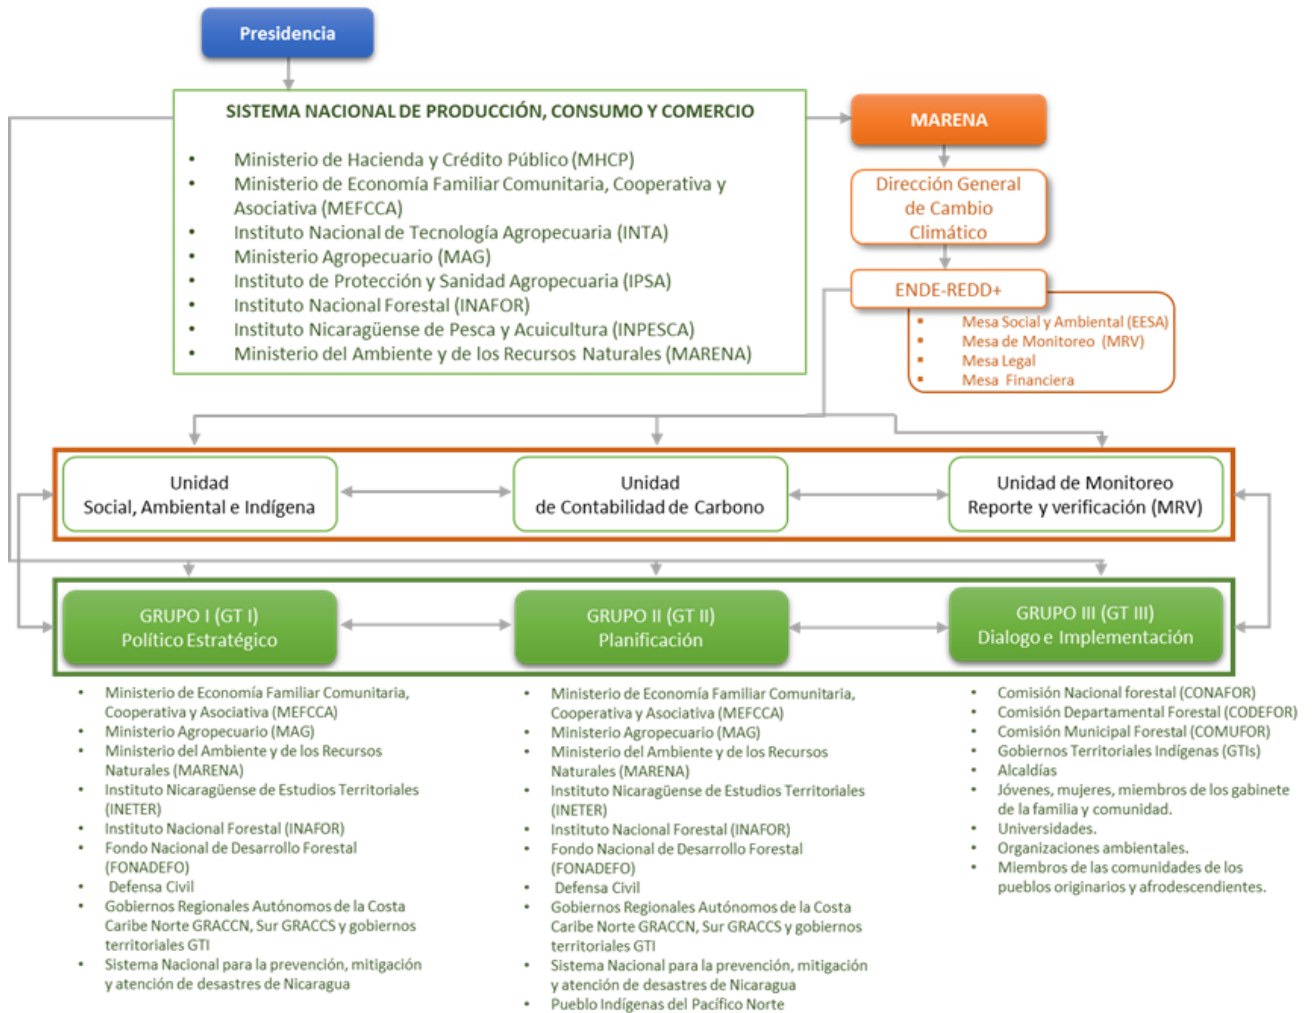 Presidencia
SISTEMA NACIONAL DE PRODUCCIÓN, CONSUMO Y COMERCIO
• Ministerio de Hacienda y Crédito Público (MHCP)
• Ministerio de Economía Familiar Comunitaria, Cooperativa y
Asociativa (MEFCCA)
• Instituto Nacional de Tecnología Agropecuaria (INTA)
• Ministerio Agropecuario (MAG)
• Instituto de Protección y Sanidad Agropecuaria (IPSA)
• Instituto Nacional Forestal (INAFOR)
• Instituto Nicaragüense de Pesca y Acuicultura (INPESCA)
• Ministerio del Ambiente y de los Recursos Naturales (MARENA)
MARENA
Dirección General
de Cambio
Climático
ENDE-REDD+
▪ Mesa Social y Ambiental (EESA)
▪ Mesa de Monitoreo (MRV)
▪ Mesa Legal
▪ Mesa Financiera
Unidad
Social, Ambiental e Indígena
Unidad
de Contabilidad de Carbono
Unidad de Monitoreo
Reporte y verificación (MRV)
GRUPO I (GT I)
Político Estratégico
GRUPO II (GT II)
Planificación
GRUPO III (GT III)
Dialogo e Implementación
• Ministerio de Economía Familiar Comunitaria,
Cooperativa y Asociativa (MEFCCA)
• Ministerio Agropecuario (MAG)
• Ministerio del Ambiente y de los Recursos
Naturales (MARENA)
• Instituto Nicaragüense de Estudios Territoriales
(INETER)
• Instituto Nacional Forestal (INAFOR)
• Fondo Nacional de Desarrollo Forestal
(FONADEFO)
• Defensa Civil
• Gobiernos Regionales Autónomos de la Costa
Caribe Norte GRACCN, Sur GRACCS y gobiernos
territoriales GTI
• Sistema Nacional para la prevención, mitigación
y atención de desastres de Nicaragua
• Ministerio de Economía Familiar Comunitaria,
Cooperativa y Asociativa (MEFCCA)
• Ministerio Agropecuario (MAG)
• Ministerio del Ambiente y de los Recursos
Naturales (MARENA)
• Instituto Nicaragüense de Estudios Territoriales
(INETER)
• Instituto Nacional Forestal (INAFOR)
• Fondo Nacional de Desarrollo Forestal
(FONADEFO)
• Defensa Civil
• Gobiernos Regionales Autónomos de la Costa
Caribe Norte GRACCN, Sur GRACCS y gobiernos
territoriales GTI
• Sistema Nacional para la prevención, mitigación
y atención de desastres de Nicaragua
• Pueblo Indígenas del Pacífico Norte
• Comisión Nacional forestal (CONAFOR)
• Comisión Departamental Forestal (CODEFOR)
• Comisión Municipal Forestal (COMUFOR)
• Gobiernos Territoriales Indígenas (GTIs)
• Alcaldías
• Jóvenes, mujeres, miembros de los gabinete
de la familia y comunidad.
• Universidades.
• Organizaciones ambientales.
• Miembros de las comunidades de los
pueblos originarios y afrodescendientes.